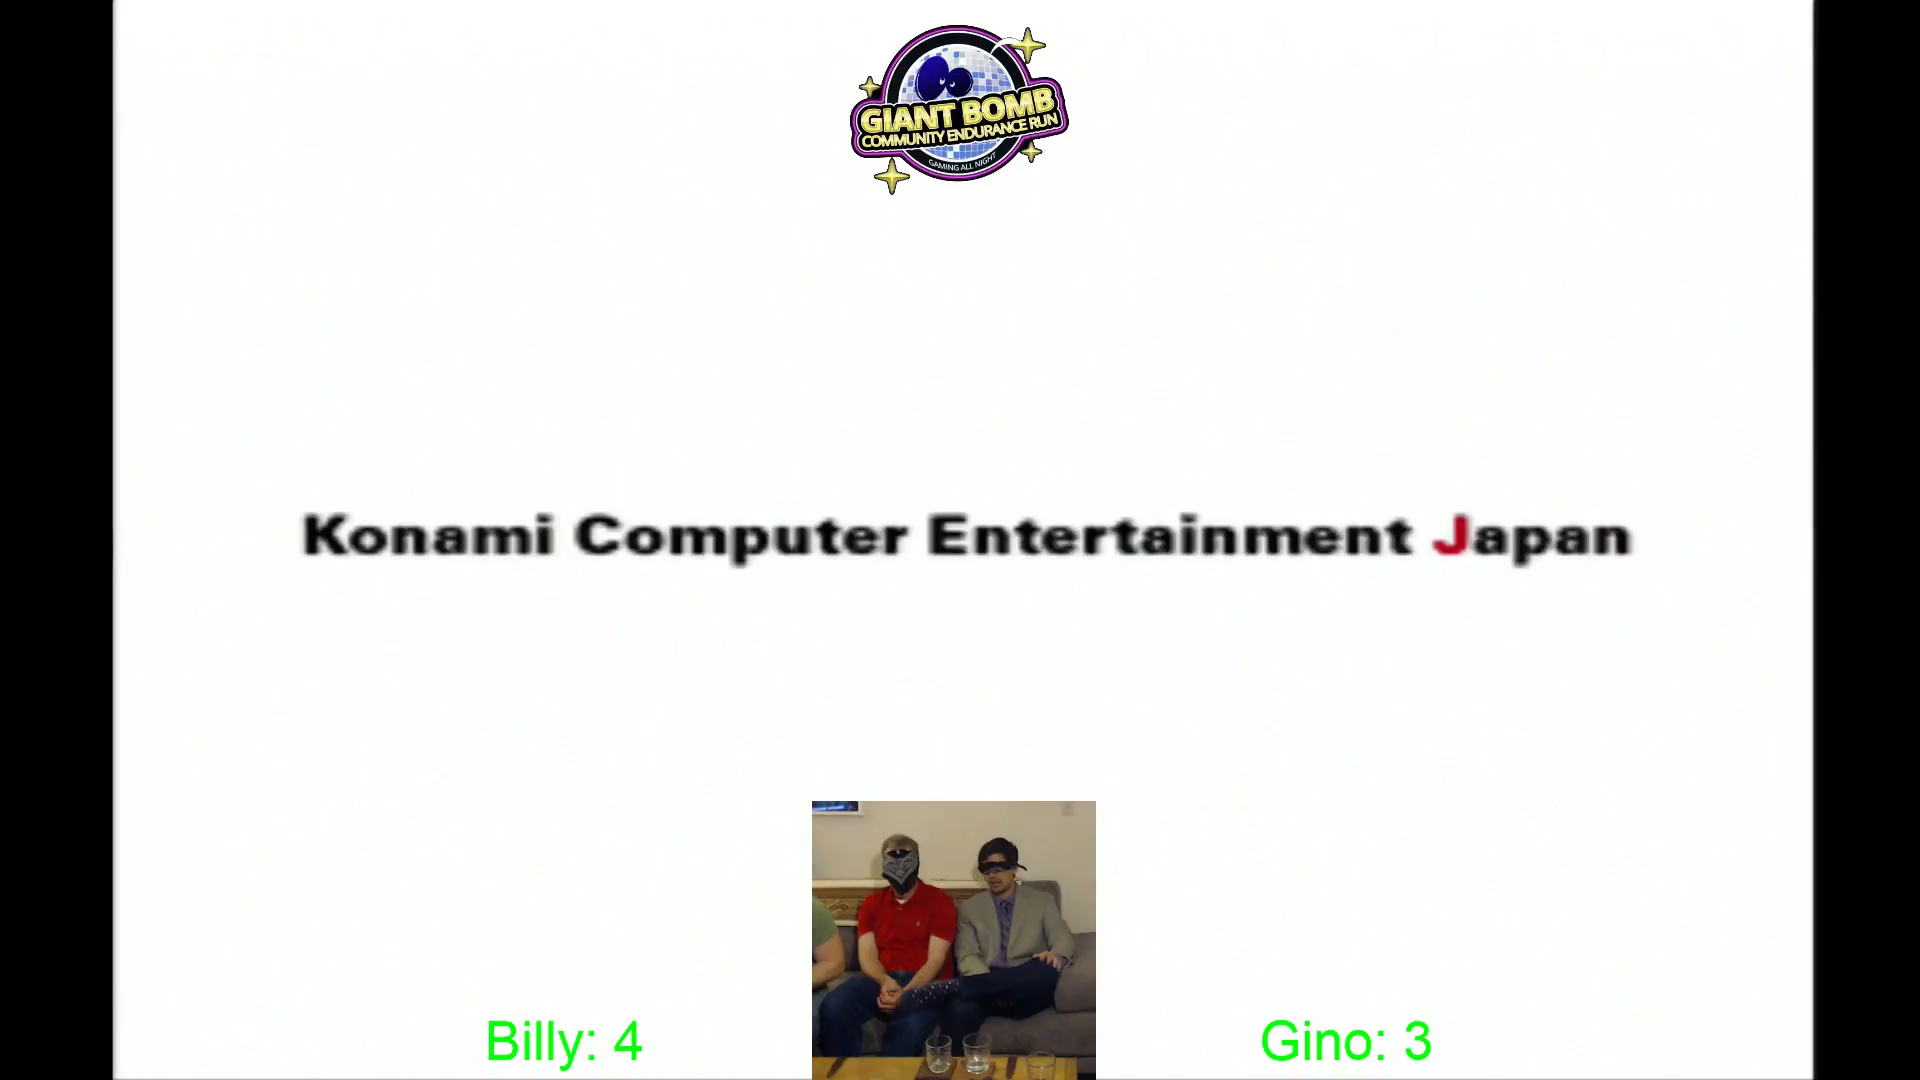 GIANT BOMB
COMMUNITY ENDURANCE RUN
GAMING ALL NIGHT
Konami Computer Entertainment Japan
Billy: 4
Gino: 3